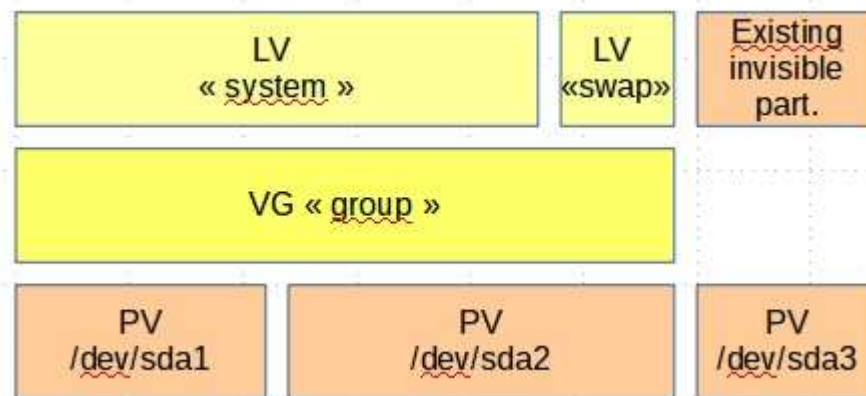 LV
« system »
LV
«swap»
Existing
invisible
part.
VG « group »
PV
/dev/sda1
PV
/dev/sda2
PV
/dev/sda3